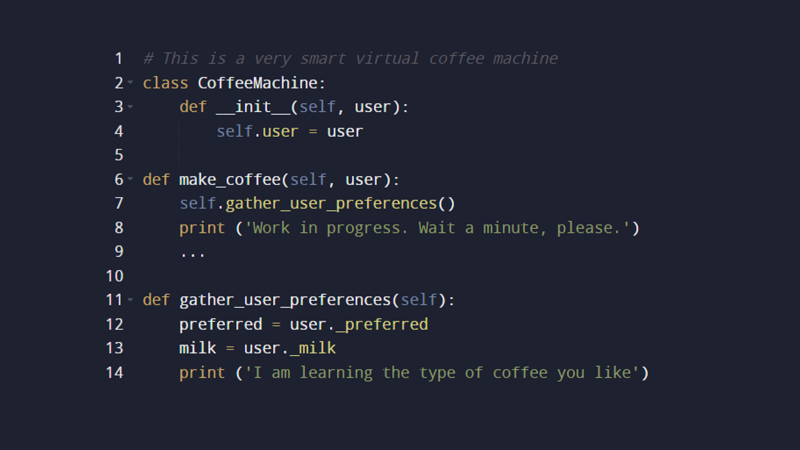 1 # This is a very smart virtual coffee machine
2 class CoffeeMachine:
3     def __init__(self, user):
4         self.user = user
5
6 def make_coffee(self, user):
7     self.gather_user_preferences()
8     print ('Work in progress. Wait a minute, please.')
9     ...
10
11 def gather_user_preferences(self):
12     preferred = user._preferred
13     milk = user._milk
14     print ('I am learning the type of coffee you like')